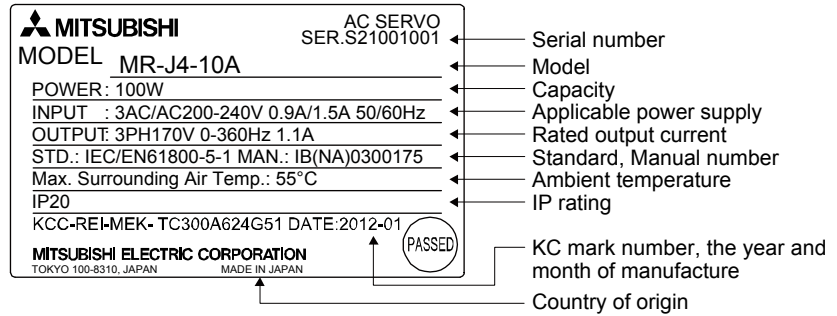 MITSUBISHI
AC SERVO
SER.S21001001
MODEL MR-J4-10A
POWER: 100W
INPUT : 3AC/AC200-240V 0.9A/1.5A 50/60Hz
OUTPUT: 3PH170V 0-360Hz 1.1A
STD.: IEC/EN61800-5-1 MAN.: IB(NA)0300175
Max. Surrounding Air Temp.: 55°C
IP20
KCC-REI-MEK- TC300A624G51 DATE:2012-01
PASSED
MITSUBISHI ELECTRIC CORPORATION
TOKYO 100-8310, JAPAN MADE IN JAPAN
Serial number
Model
Capacity
Applicable power supply
Rated output current
Standard, Manual number
Ambient temperature
IP rating
KC mark number, the year and
month of manufacture
Country of origin